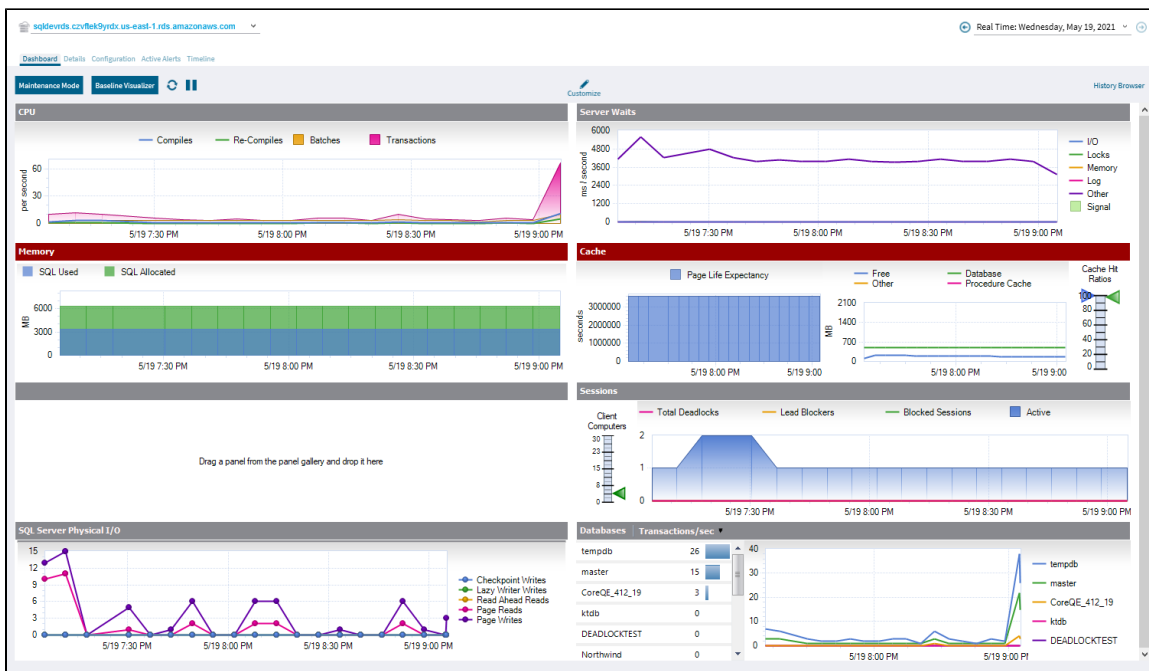 sqldevrds.czvftek9yrdx.us-east-1.rds.amazonaws.com
Real Time: Wednesday, May 19, 2021
Dashboard Details Configuration Active Alerts Timeline
Maintenance Mode Baseline Visualizer
Customize
History Browser
CPU
Compiles Re-Compiles Batches Transactions
per second
60
30
0
5/19 7:30 PM 5/19 8:00 PM 5/19 8:30 PM 5/19 9:00 PM
Server Waits
ms / second
6000
4800
3600
2400
1200
0
5/19 7:30 PM 5/19 8:00 PM 5/19 8:30 PM 5/19 9:00 PM
I/O
Locks
Memory
Log
Other
Signal
Memory
SQL Used SQL Allocated
MB
6000
3000
0
5/19 7:30 PM 5/19 8:00 PM 5/19 8:30 PM 5/19 9:00 PM
Cache
Page Life Expectancy
seconds
3000000
2000000
1000000
0
5/19 8:00 PM 5/19 9:00
Free Database
Other Procedure Cache
MB
2100
1400
700
0
5/19 8:00 PM 5/19 9:00
Cache Hit
Ratios
100
80
60
40
20
0
Drag a panel from the panel gallery and drop it here
Sessions
Client
Computers
30
23
15
8
0
Total Deadlocks Lead Blockers Blocked Sessions Active
2
1
0
5/19 7:30 PM 5/19 8:00 PM 5/19 8:30 PM 5/19 9:00 PM
SQL Server Physical I/O
15
12
9
6
3
0
5/19 7:30 PM 5/19 8:00 PM 5/19 8:30 PM 5/19 9:00 PM
Checkpoint Writes
Lazy Writer Writes
Read Ahead Reads
Page Reads
Page Writes
Databases Transactions/sec
tempdb 26
master 15
CoreQE_412_19 3
ktdb 0
DEADLOCKTEST 0
Northwind 0
40
30
20
10
0
5/19 8:00 PM 5/19 9:00 PM
tempdb
master
CoreQE_412_19
ktdb
DEADLOCKTEST